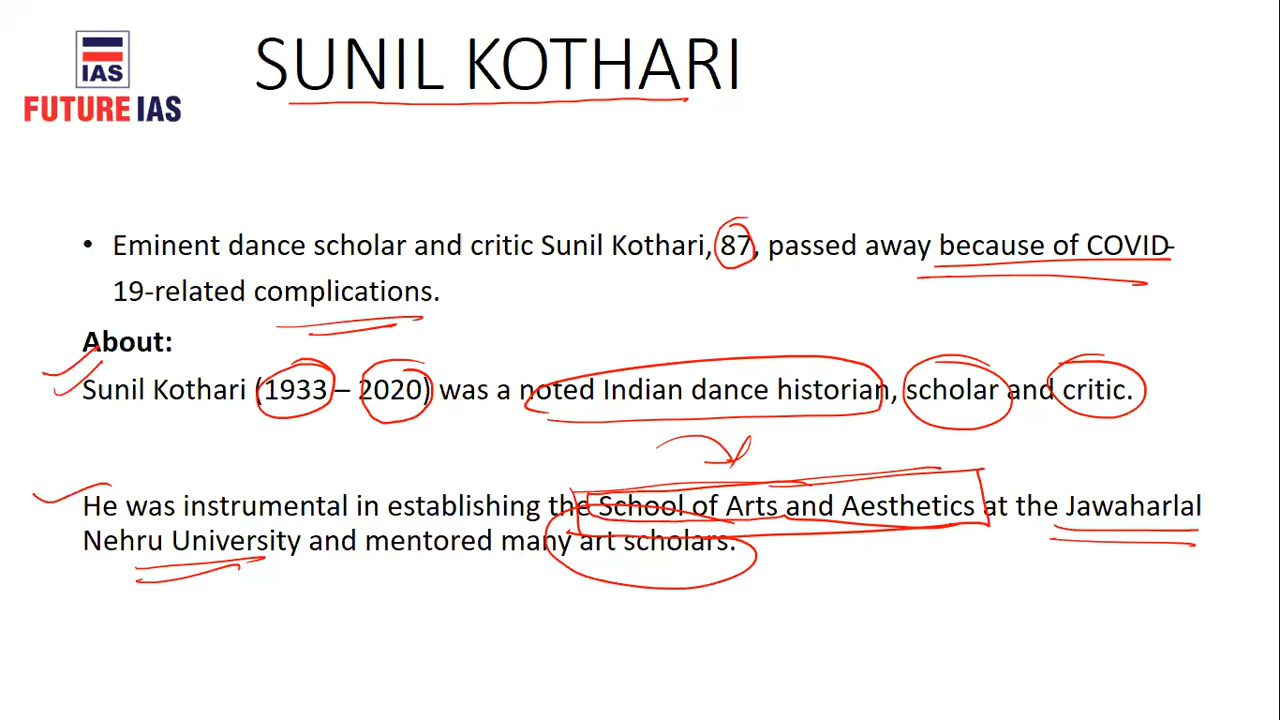 IAS
FUTURE IAS
SUNIL KOTHARI
• Eminent dance scholar and critic Sunil Kothari, 87, passed away because of COVID-
19-related complications.
About:
Sunil Kothari (1933 – 2020) was a noted Indian dance historian, scholar and critic.
He was instrumental in establishing the School of Arts and Aesthetics at the Jawaharlal
Nehru University and mentored many art scholars.